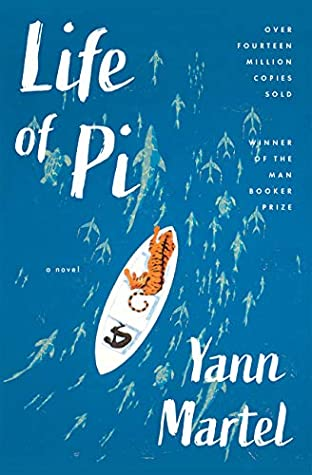 Life
of Pi
OVER
FOURTEEN
MILLION
COPIES
SOLD
WINNER
OF THE
MAN
BOOKER
PRIZE
a novel
Yann
Martel